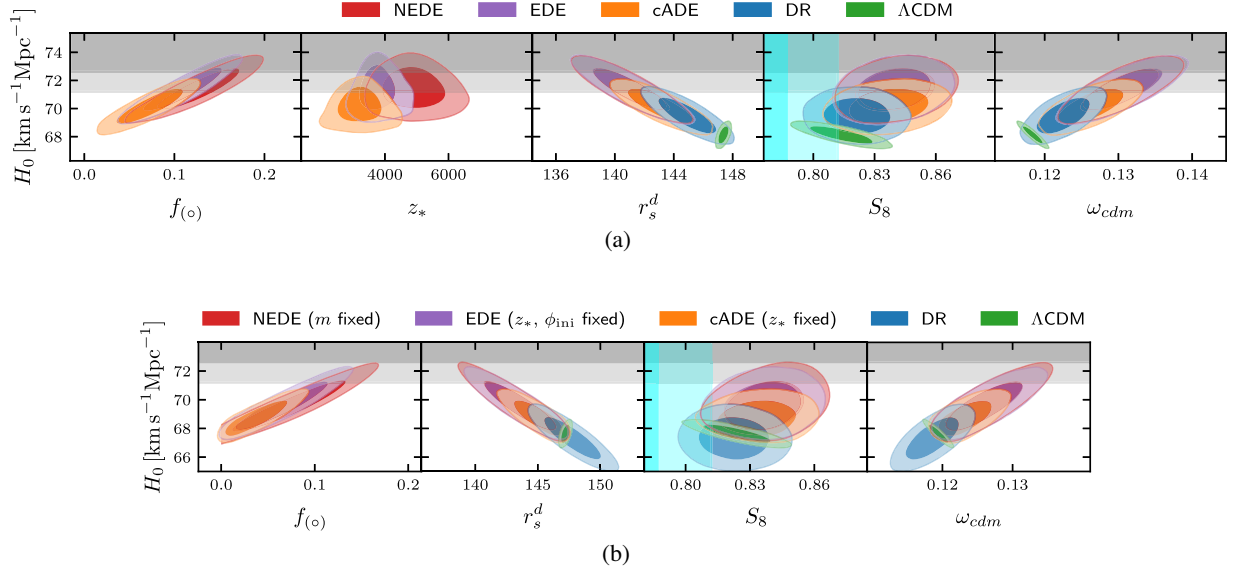 NEDE EDE cADE DR ΛCDM
H₀ [km s⁻¹Mpc⁻¹]
74
72
70
68
0.0 0.1 0.2 4000 6000 136 140 144 148 0.80 0.83 0.86 0.12 0.13 0.14
f(∘) z* r_s^d S₈ ω_cdm
(a)
NEDE (m fixed) EDE (z*, ϕ_ini fixed) cADE (z* fixed) DR ΛCDM
H₀ [km s⁻¹Mpc⁻¹]
72
70
68
66
0.0 0.1 0.2 140 145 150 0.80 0.83 0.86 0.12 0.13
f(∘) r_s^d S₈ ω_cdm
(b)